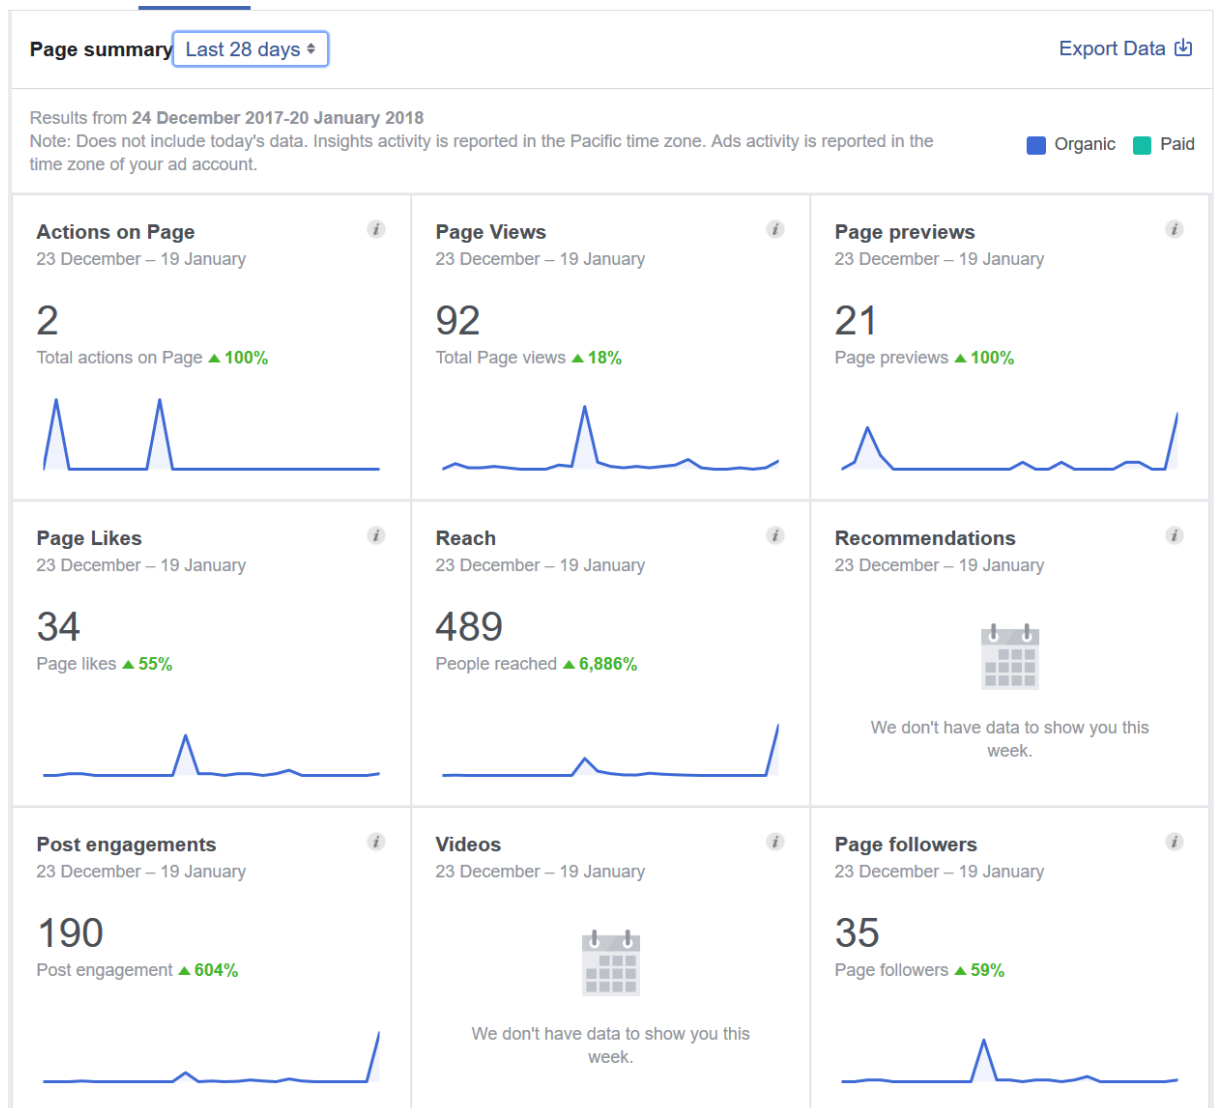 Page summary Last 28 days Export Data
Results from 24 December 2017-20 January 2018
Note: Does not include today's data. Insights activity is reported in the Pacific time zone. Ads activity is reported in the
time zone of your ad account.
Organic Paid
Actions on Page
23 December – 19 January
2
Total actions on Page 100%
Page Views
23 December – 19 January
92
Total Page views 18%
Page previews
23 December – 19 January
21
Page previews 100%
Page Likes
23 December – 19 January
34
Page likes 55%
Reach
23 December – 19 January
489
People reached 6,886%
Recommendations
23 December – 19 January
We don't have data to show you this
week.
Post engagements
23 December – 19 January
190
Post engagement 604%
Videos
23 December – 19 January
We don't have data to show you this
week.
Page followers
23 December – 19 January
35
Page followers 59%